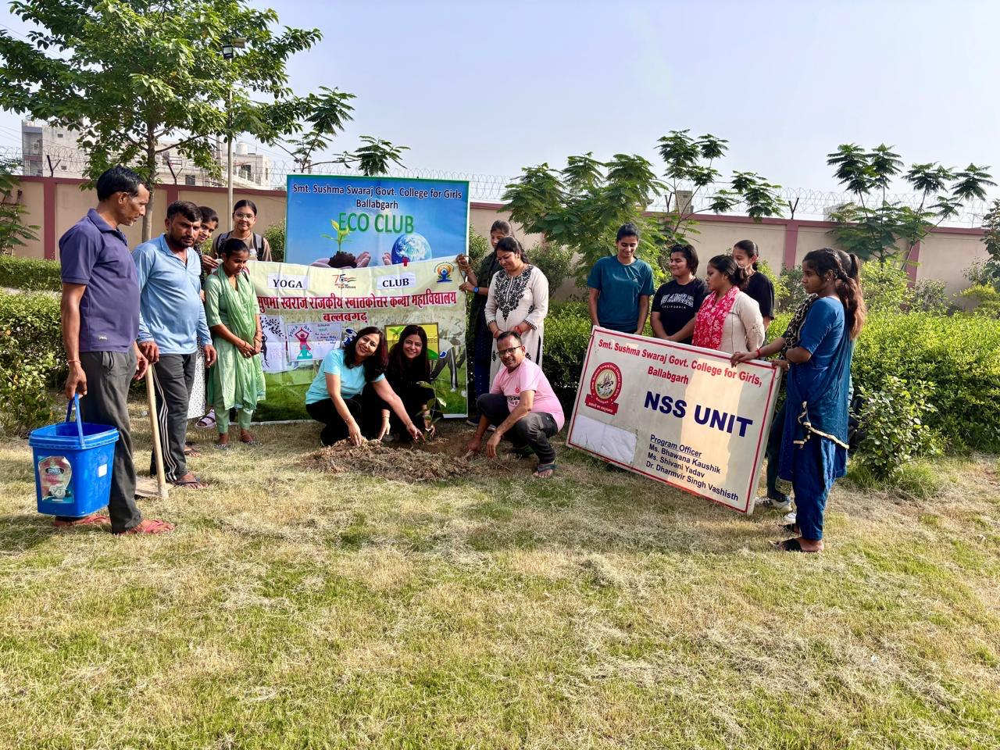 Smt. Sushma Swaraj Govt. College for Girls
Ballabgarh
ECO CLUB
YOGA
CLUB
सुषमा स्वराज राजकीय स्नातकोत्तर कन्या महाविद्यालय
बल्लबगढ़
Smt. Sushma Swaraj Govt. College for Girls,
Ballabgarh
NSS UNIT
Program Officer
Ms. Bhawana Kaushik
Ms. Shivani Yadav
Dr. Dharmvir Singh Vashisth
CALIFORNIA